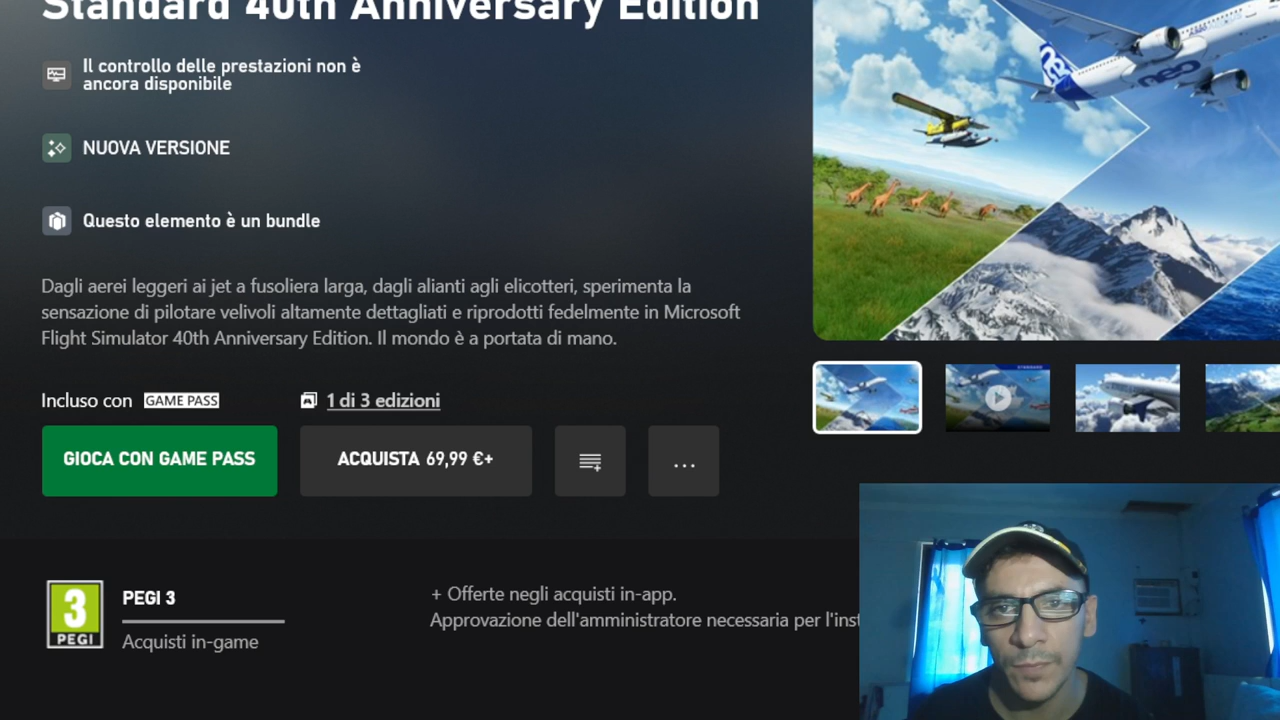 Standard 40th Anniversary Edition
Il controllo delle prestazioni non è
ancora disponibile
NUOVA VERSIONE
Questo elemento è un bundle
Dagli aerei leggeri ai jet a fusoliera larga, dagli alianti agli elicotteri, sperimenta la
sensazione di pilotare velivoli altamente dettagliati e riprodotti fedelmente in Microsoft
Flight Simulator 40th Anniversary Edition. Il mondo è a portata di mano.
Incluso con GAME PASS
1 di 3 edizioni
GIOCA CON GAME PASS
ACQUISTA 69,99 €+
...
3
PEGI
PEGI 3
Acquisti in-game
+ Offerte negli acquisti in-app.
Approvazione dell'amministratore necessaria per l'inst
neo
STANDARD